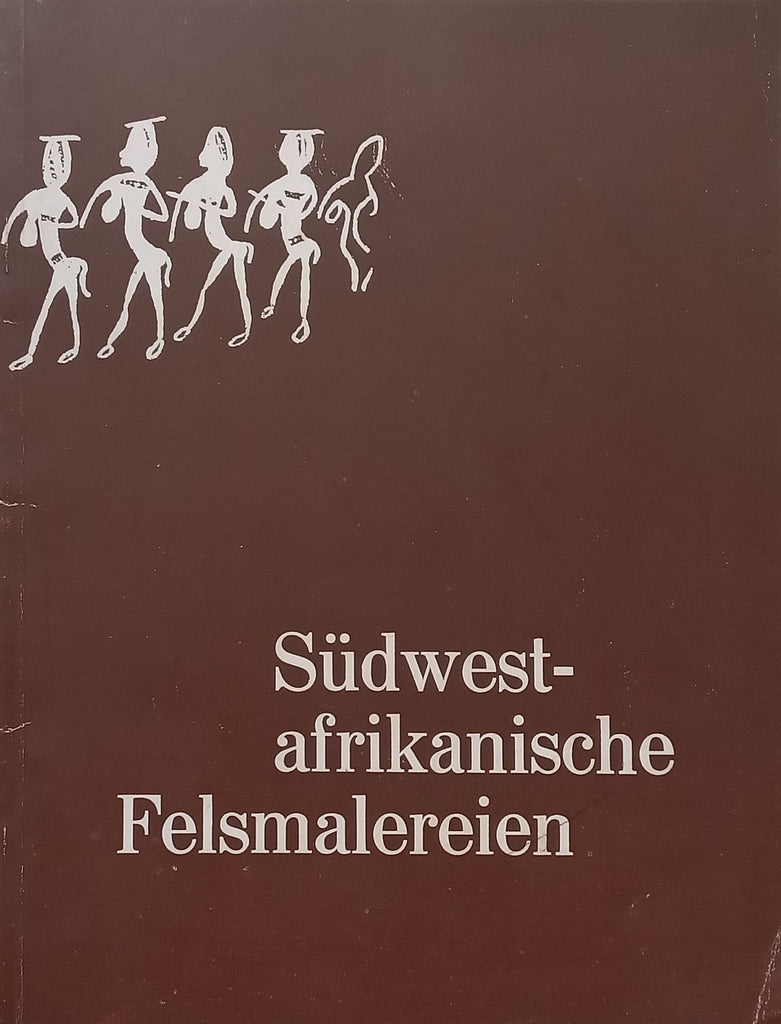 Südwest-
afrikanische
Felsmalereien